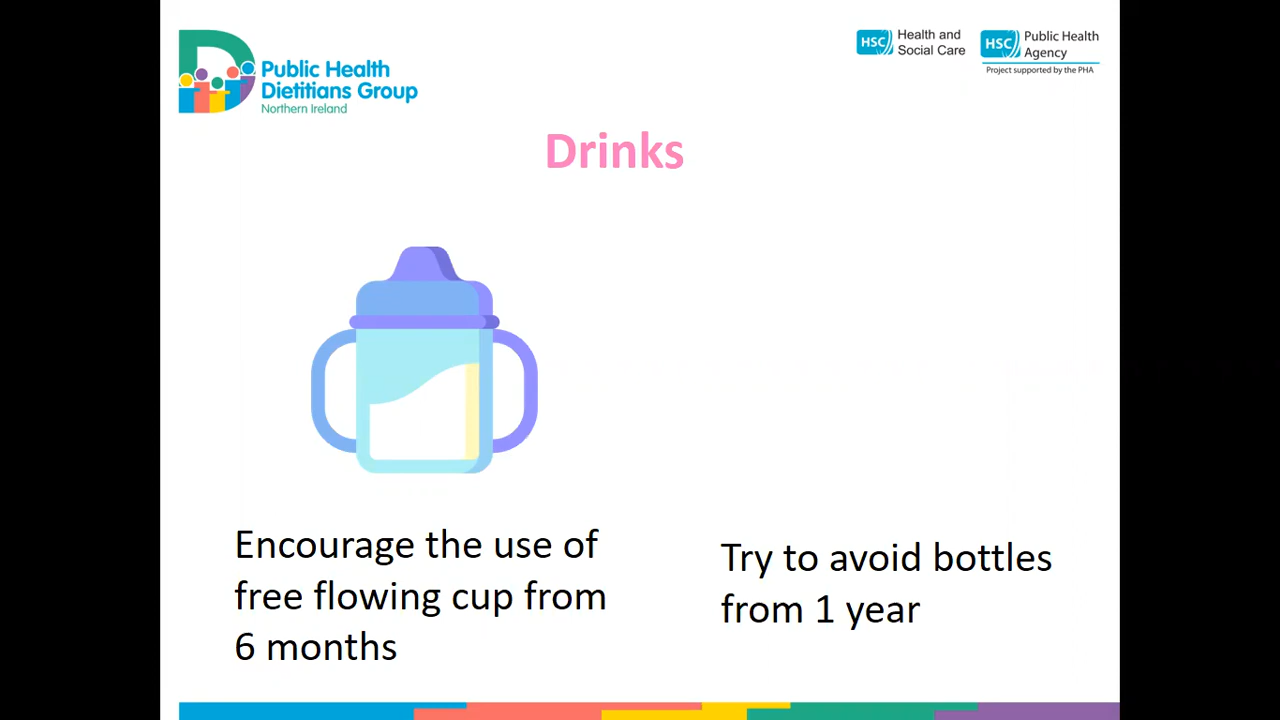 Public Health
Dietitians Group
Northern Ireland
HSC Health and
Social Care
HSC Public Health
Agency
Project supported by the PHA
Drinks
Encourage the use of
free flowing cup from
6 months
Try to avoid bottles
from 1 year